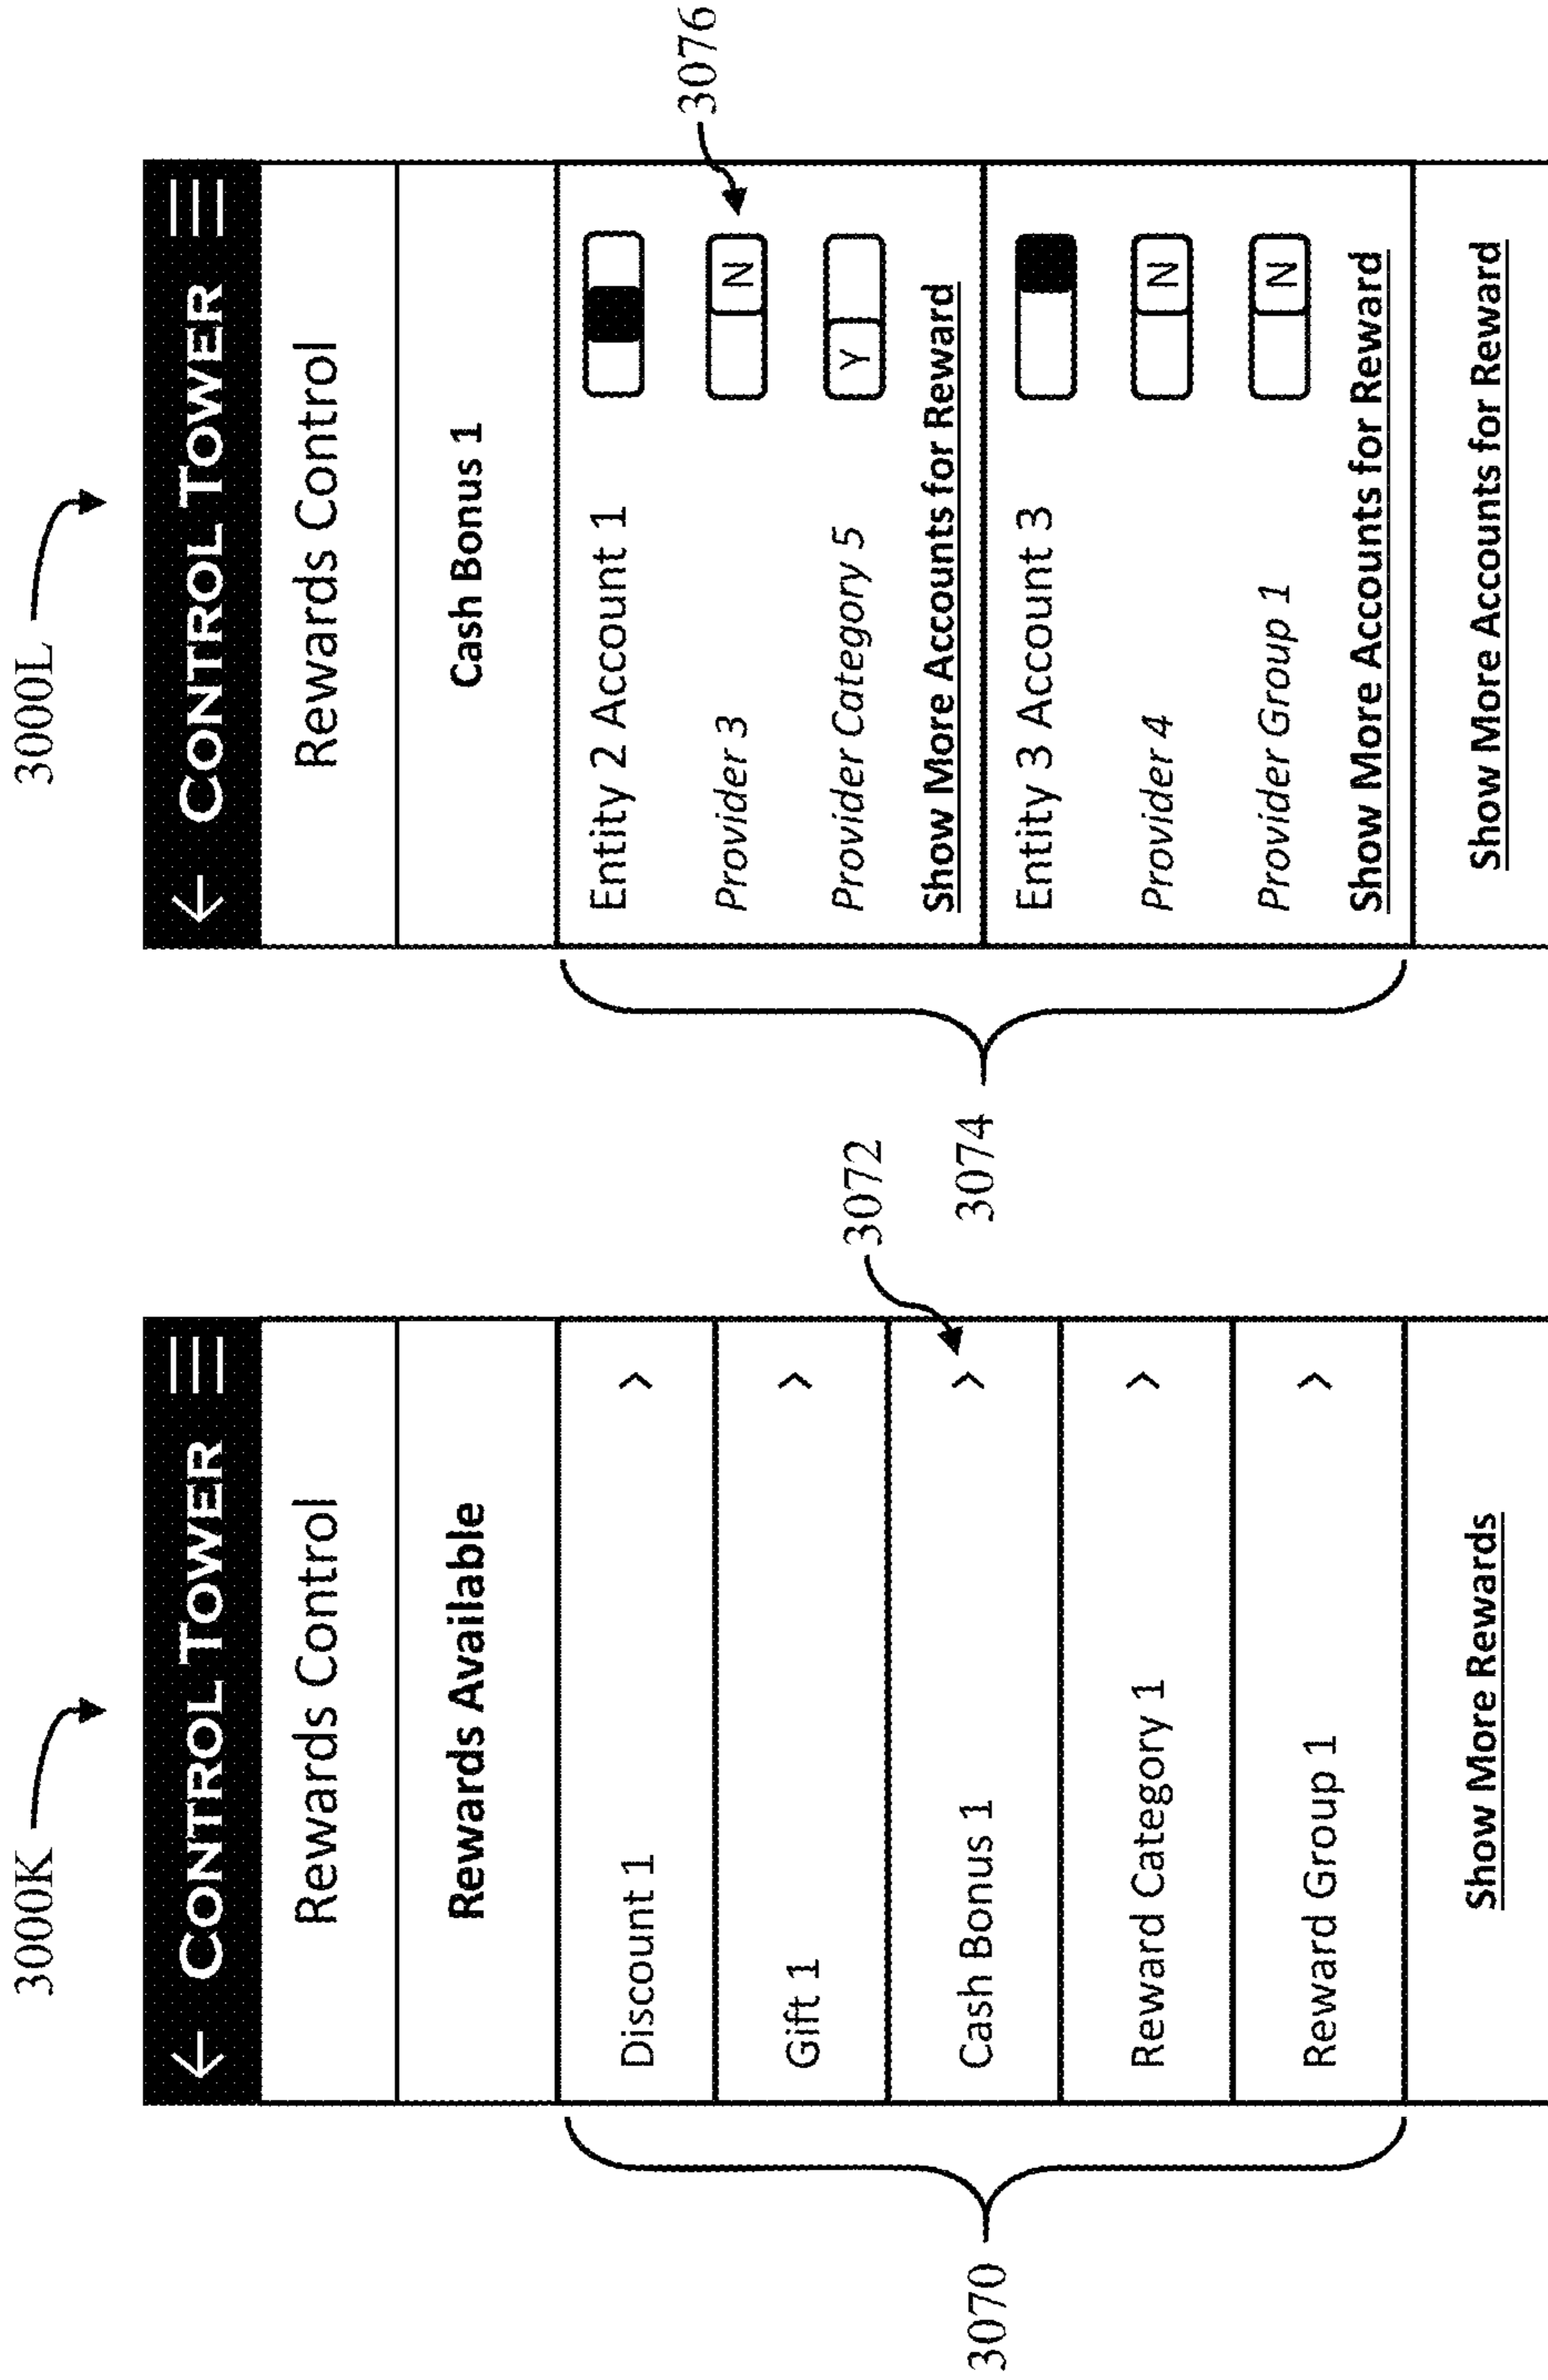 3000K
← CONTROL TOWER
Rewards Control
Rewards Available
Discount 1 >
Gift 1 >
Cash Bonus 1 >
Reward Category 1 >
Reward Group 1 >
Show More Rewards
3070
3072
3000L
← CONTROL TOWER
Rewards Control
Cash Bonus 1
Entity 2 Account 1
Provider 3 N
Provider Category 5 Y
Show More Accounts for Reward
Entity 3 Account 3
Provider 4 N
Provider Group 1 N
Show More Accounts for Reward
Show More Accounts for Reward
3074
3076